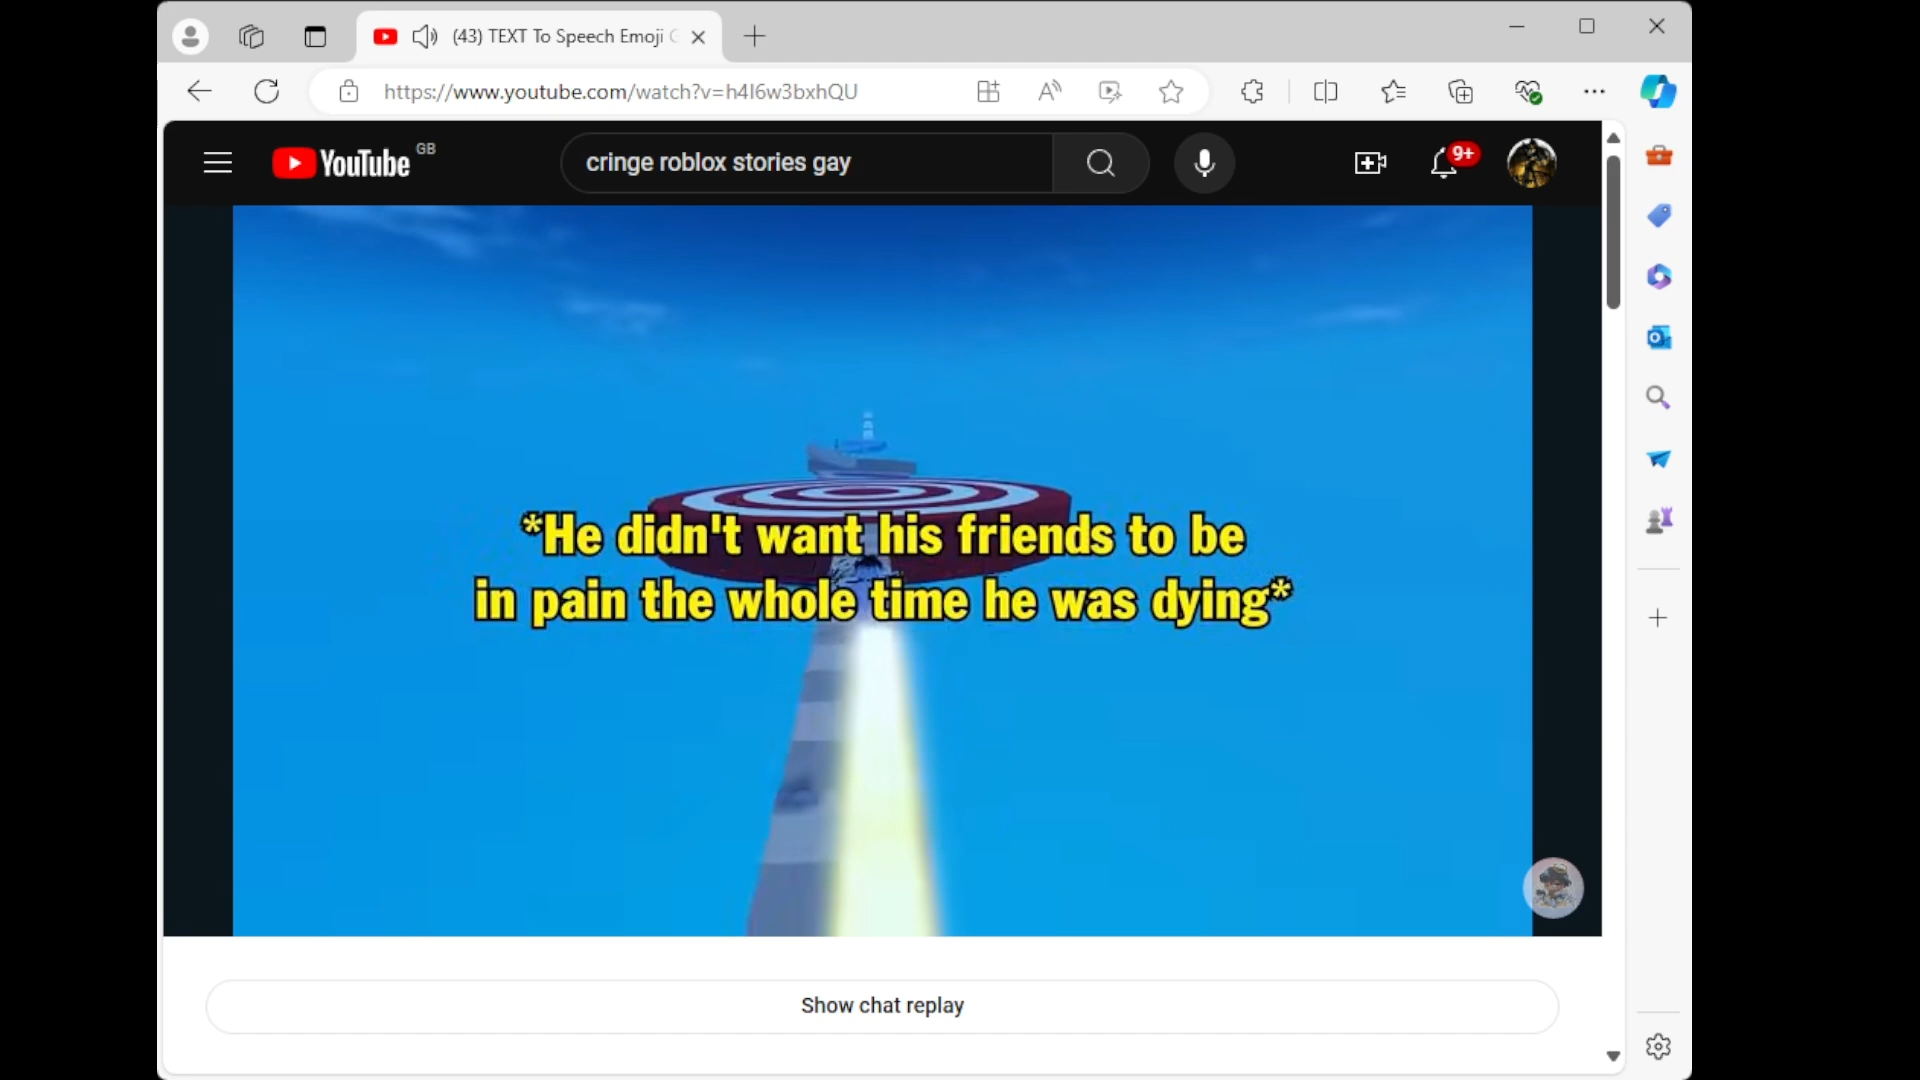 (43) TEXT To Speech Emoji
https://www.youtube.com/watch?v=h4I6w3bxhQU
YouTube GB
cringe roblox stories gay
9+
*He didn't want his friends to be
in pain the whole time he was dying*
Show chat replay